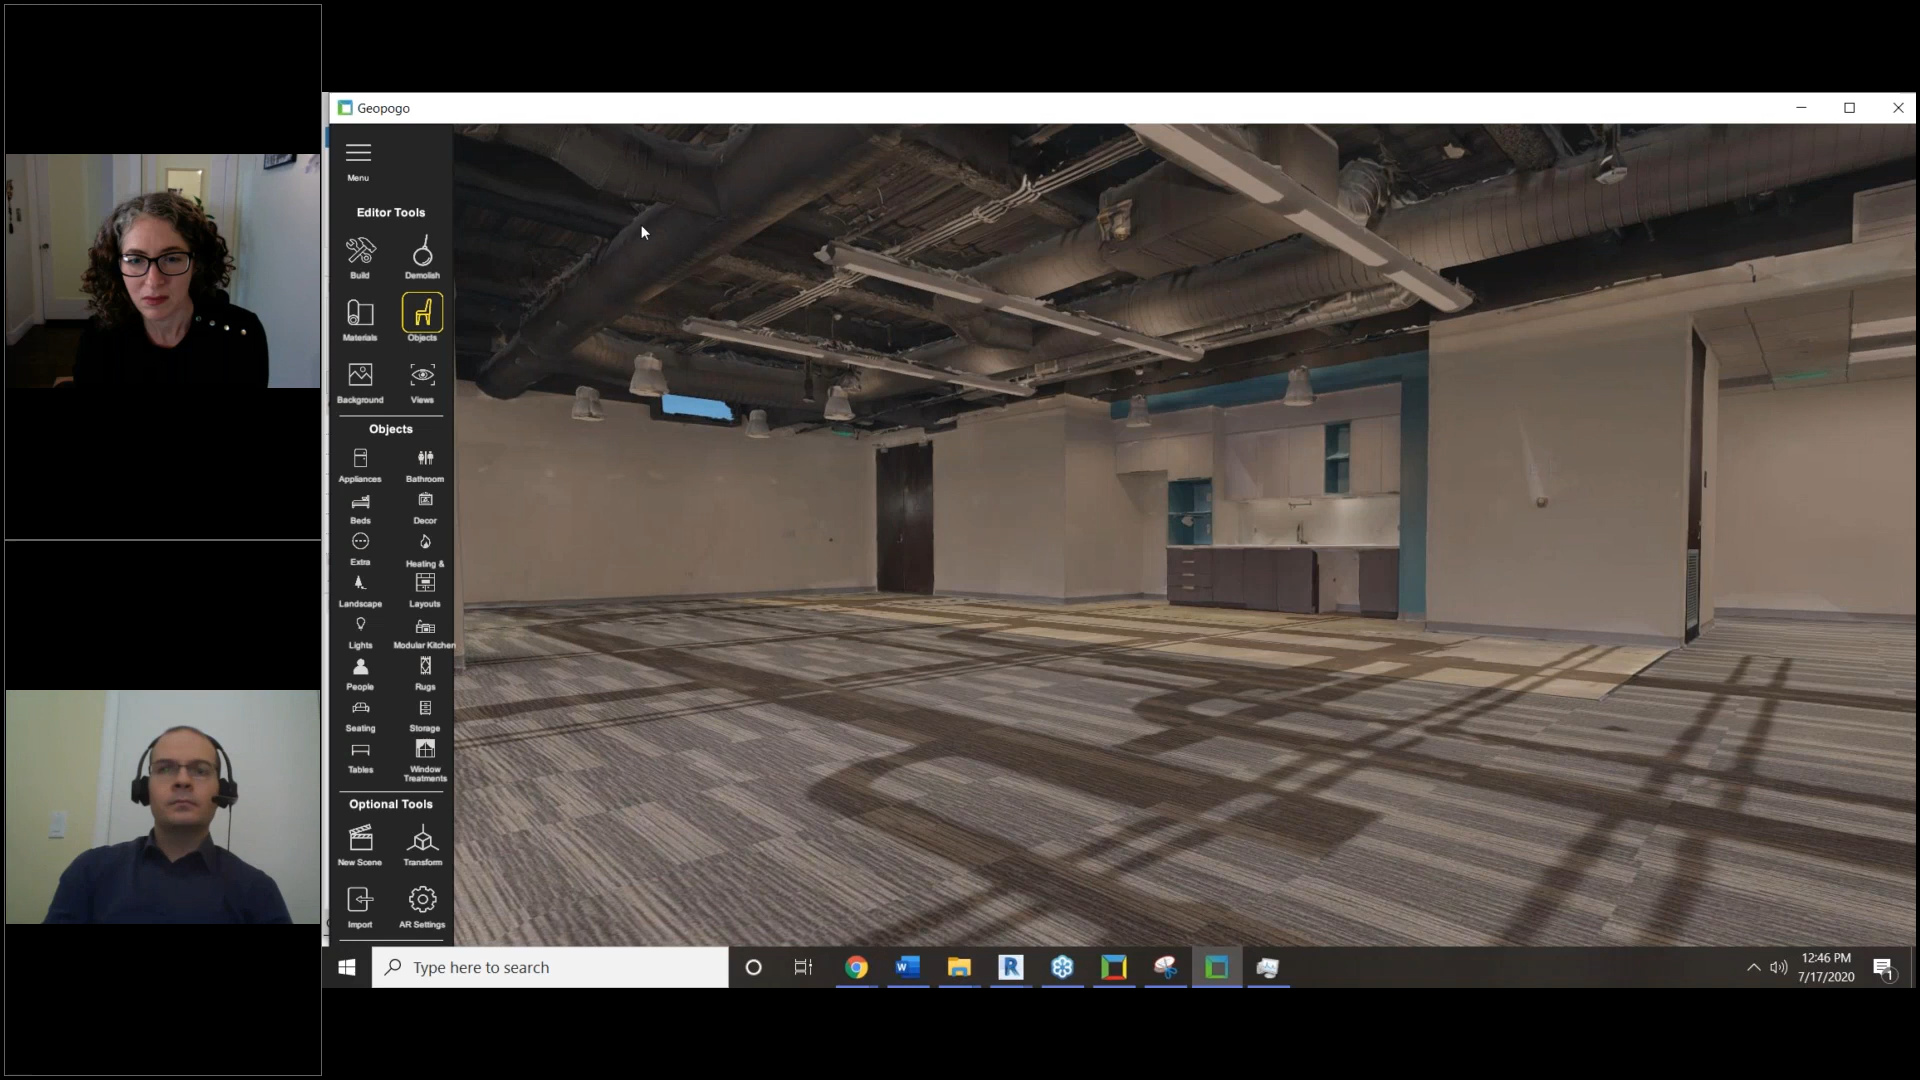 Geopogo
Menu
Editor Tools
Build
Demolish
Materials
Objects
Background
Views
Objects
Appliances
Bathroom
Beds
Decor
Extra
Heating &
Landscape
Layouts
Lights
Modular Kitchen
People
Rugs
Seating
Storage
Tables
Window
Treatments
Optional Tools
New Scene
Transform
Import
AR Settings
Type here to search
W
R
12:46 PM
7/17/2020
1